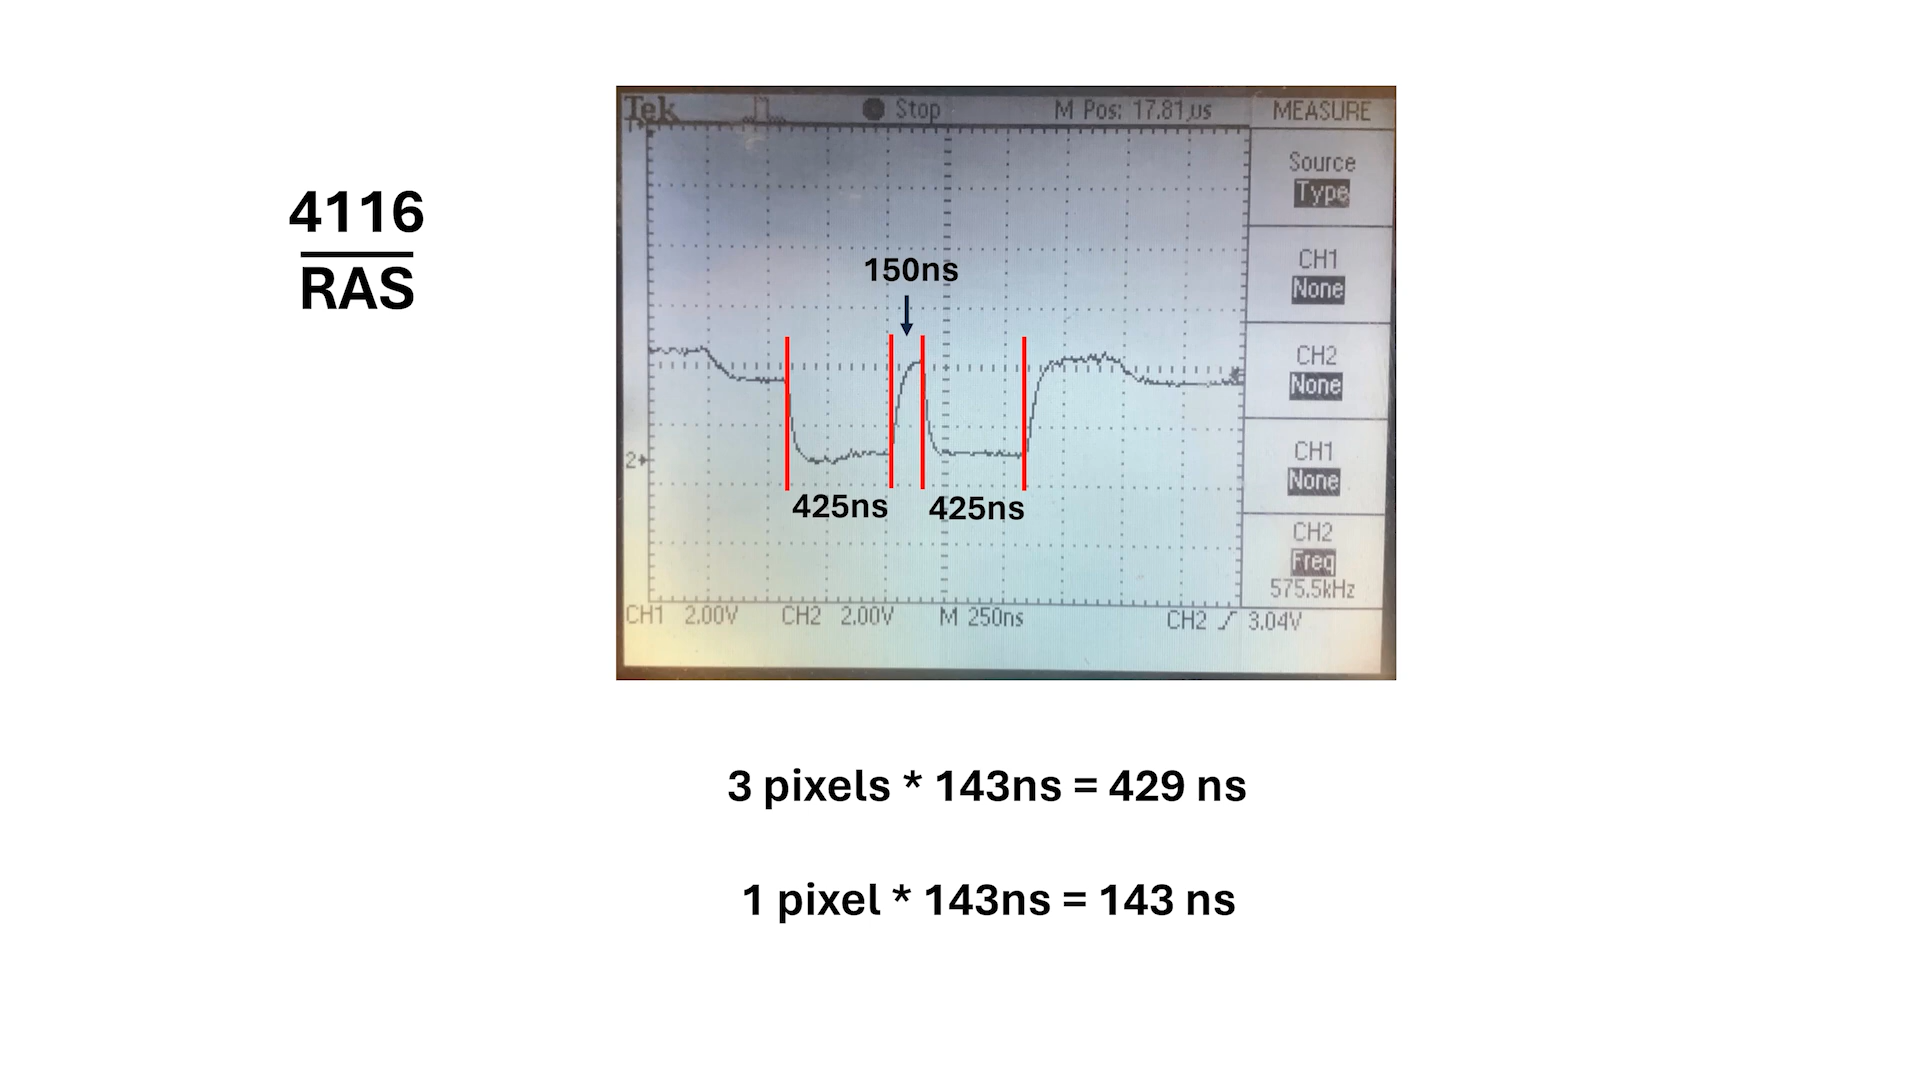 4116
RAS
Tek
Stop
M Pos: 17.81µs
MEASURE
Source
Type
CH1
None
CH2
None
CH1
None
CH2
Freq
575.5kHz
150ns
2
425ns
425ns
CH1 2.00V
CH2 2.00V
M 250ns
CH2
3.04V
3 pixels * 143ns = 429 ns
1 pixel * 143ns = 143 ns